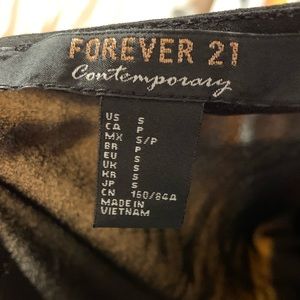 FOREVER 21
Contemporary
US S
CA P
MX S/P
BR P
EU S
UK S
KR S
JP S
CN 160/84A
MADE IN
VIETNAM